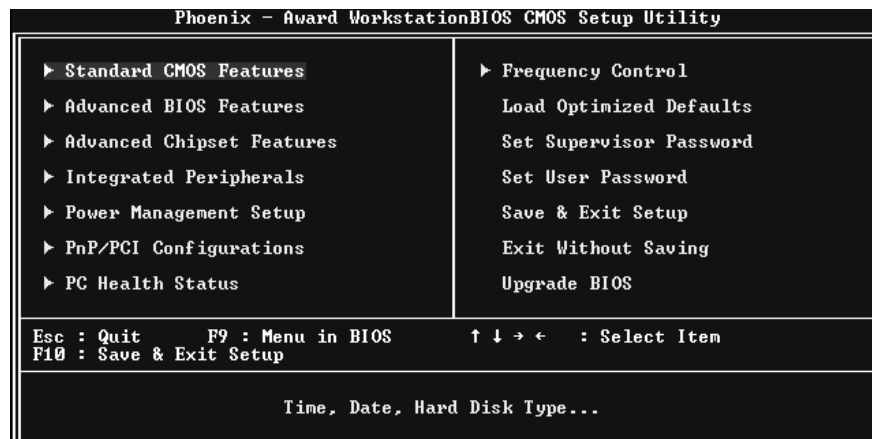 Phoenix - Award WorkstationBIOS CMOS Setup Utility
▶ Standard CMOS Features
▶ Advanced BIOS Features
▶ Advanced Chipset Features
▶ Integrated Peripherals
▶ Power Management Setup
▶ PnP/PCI Configurations
▶ PC Health Status
▶ Frequency Control
Load Optimized Defaults
Set Supervisor Password
Set User Password
Save & Exit Setup
Exit Without Saving
Upgrade BIOS
Esc : Quit F9 : Menu in BIOS ↑ ↓ → ← : Select Item
F10 : Save & Exit Setup
Time, Date, Hard Disk Type...